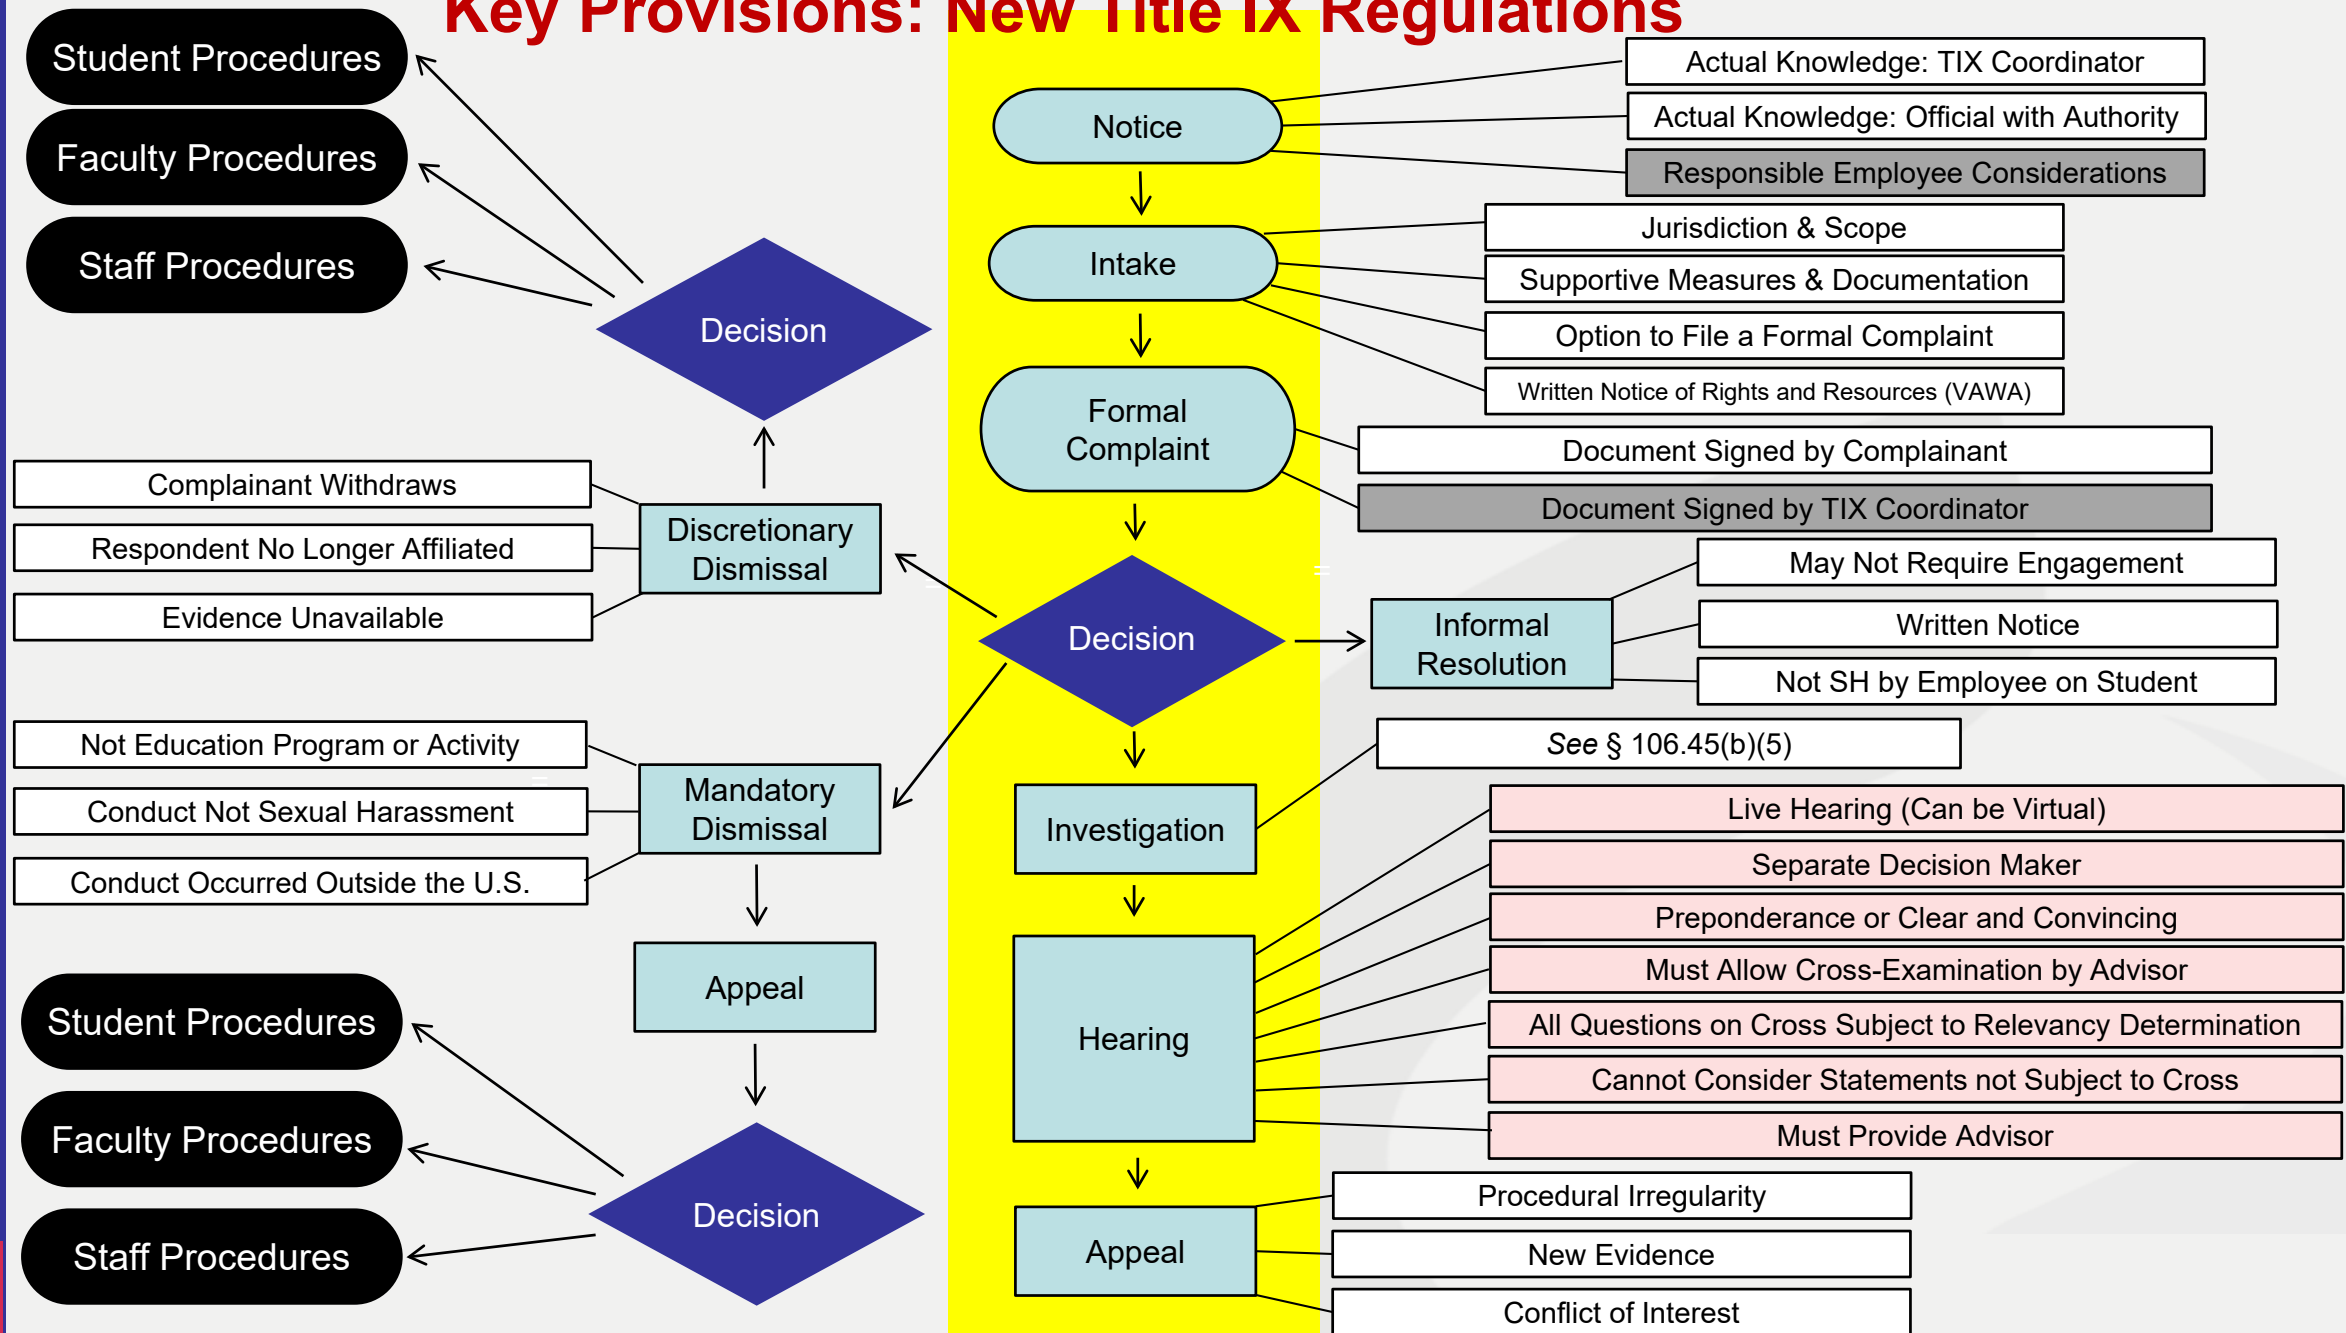 Key Provisions: New Title IX Regulations
Student Procedures
Faculty Procedures
Staff Procedures
Decision
Complainant Withdraws
Respondent No Longer Affiliated
Evidence Unavailable
Discretionary
Dismissal
Not Education Program or Activity
Conduct Not Sexual Harassment
Conduct Occurred Outside the U.S.
Mandatory
Dismissal
Appeal
Student Procedures
Faculty Procedures
Staff Procedures
Decision
Notice
Actual Knowledge: TIX Coordinator
Actual Knowledge: Official with Authority
Responsible Employee Considerations
Intake
Jurisdiction & Scope
Supportive Measures & Documentation
Option to File a Formal Complaint
Written Notice of Rights and Resources (VAWA)
Formal
Complaint
Document Signed by Complainant
Document Signed by TIX Coordinator
Decision
=
Informal
Resolution
May Not Require Engagement
Written Notice
Not SH by Employee on Student
Investigation
See § 106.45(b)(5)
Hearing
Live Hearing (Can be Virtual)
Separate Decision Maker
Preponderance or Clear and Convincing
Must Allow Cross-Examination by Advisor
All Questions on Cross Subject to Relevancy Determination
Cannot Consider Statements not Subject to Cross
Must Provide Advisor
Appeal
Procedural Irregularity
New Evidence
Conflict of Interest